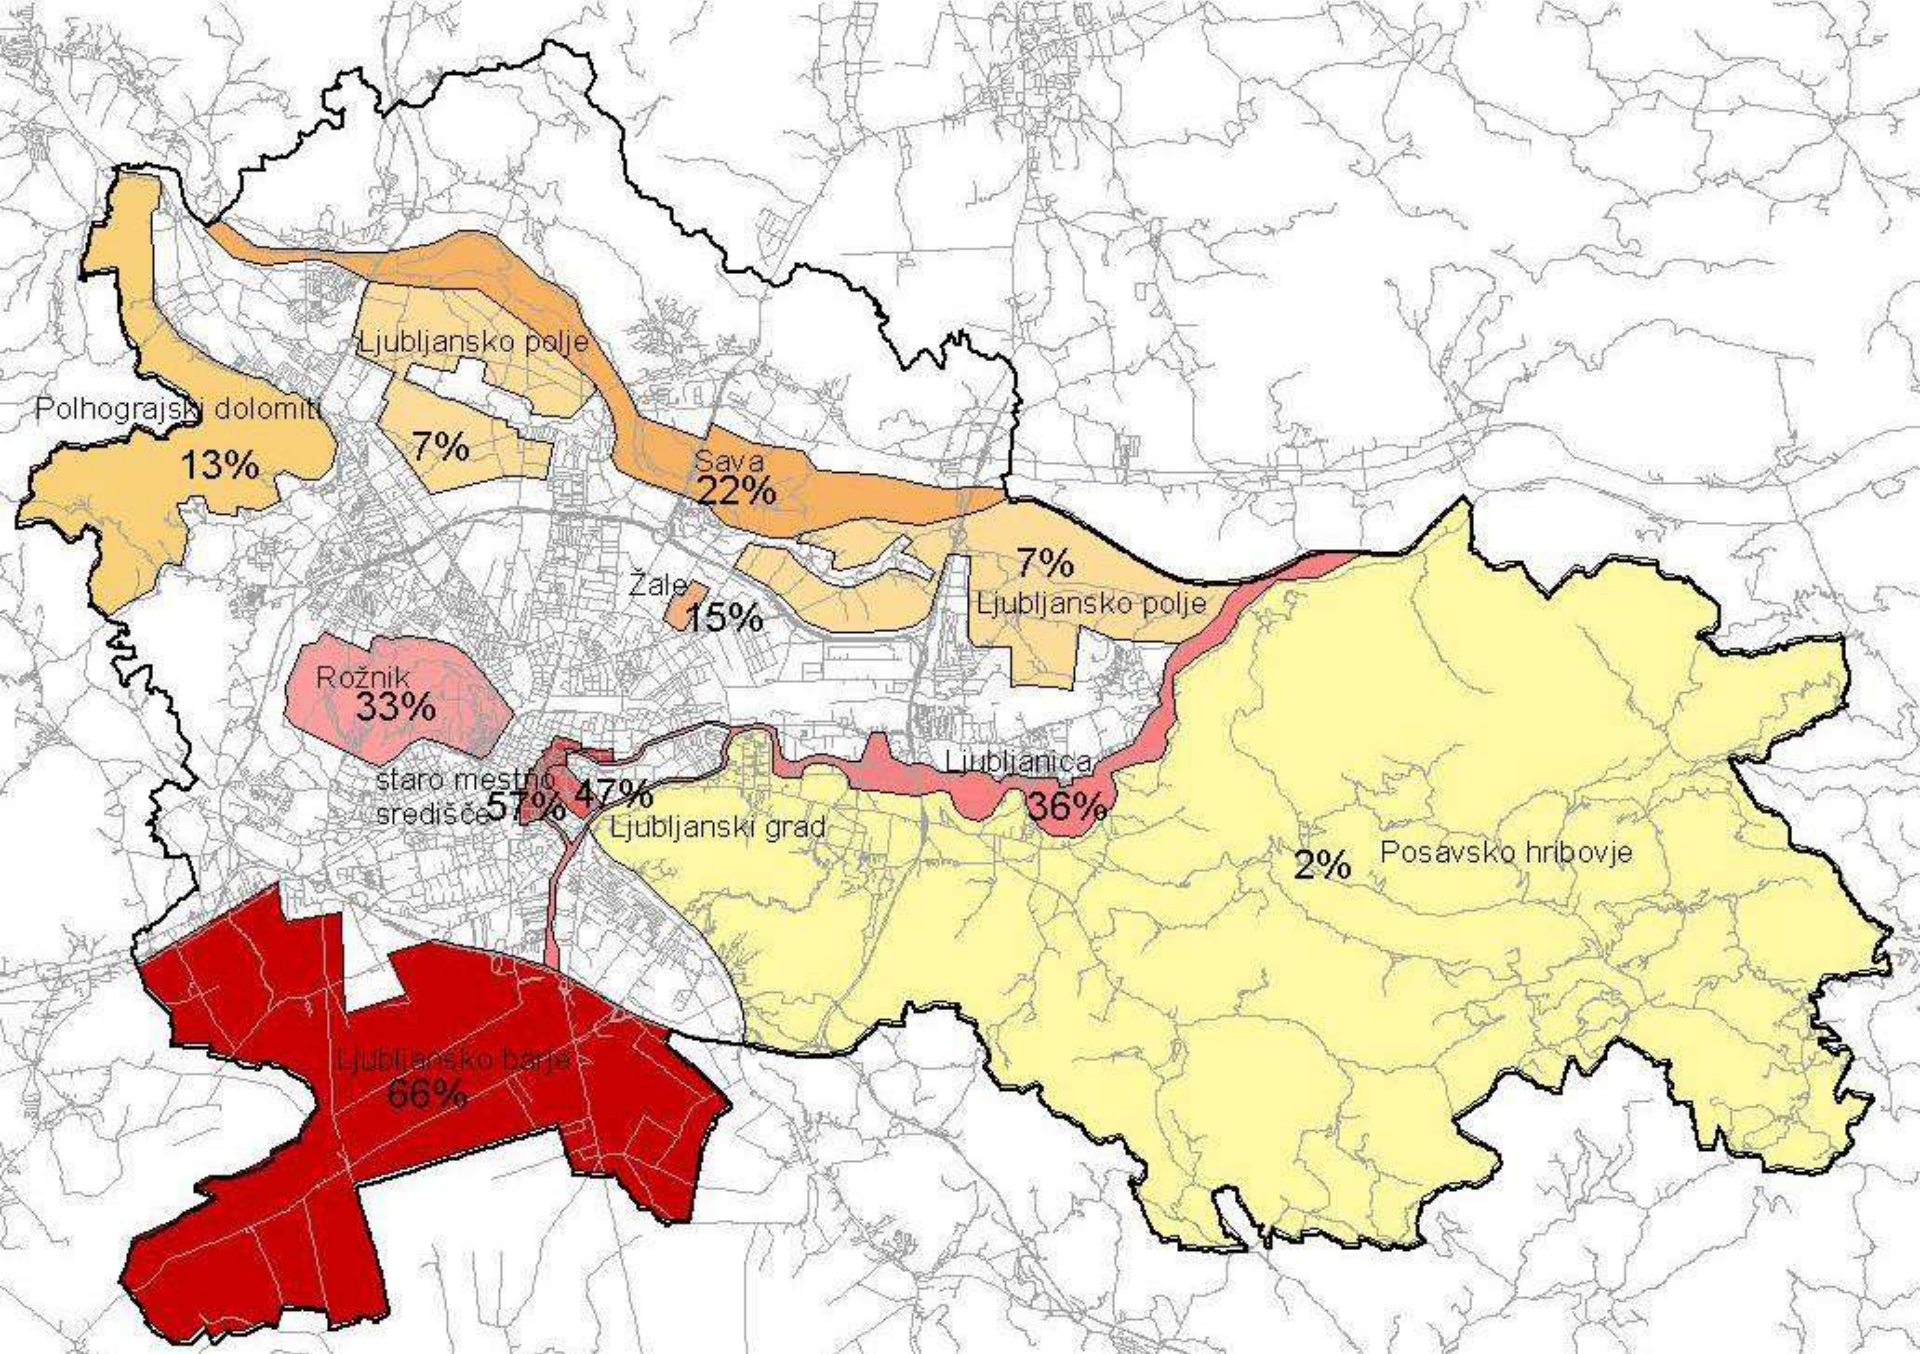 Ljubljansko polje
Polhograjski dolomiti
13%
7%
Sava
22%
7%
Ljubljansko polje
Žale
15%
Rožnik
33%
staro mestno
središče
57%
47%
Ljubljanski grad
Ljubljanica
36%
2%
Posavsko hribovje
Ljubljansko barje
66%